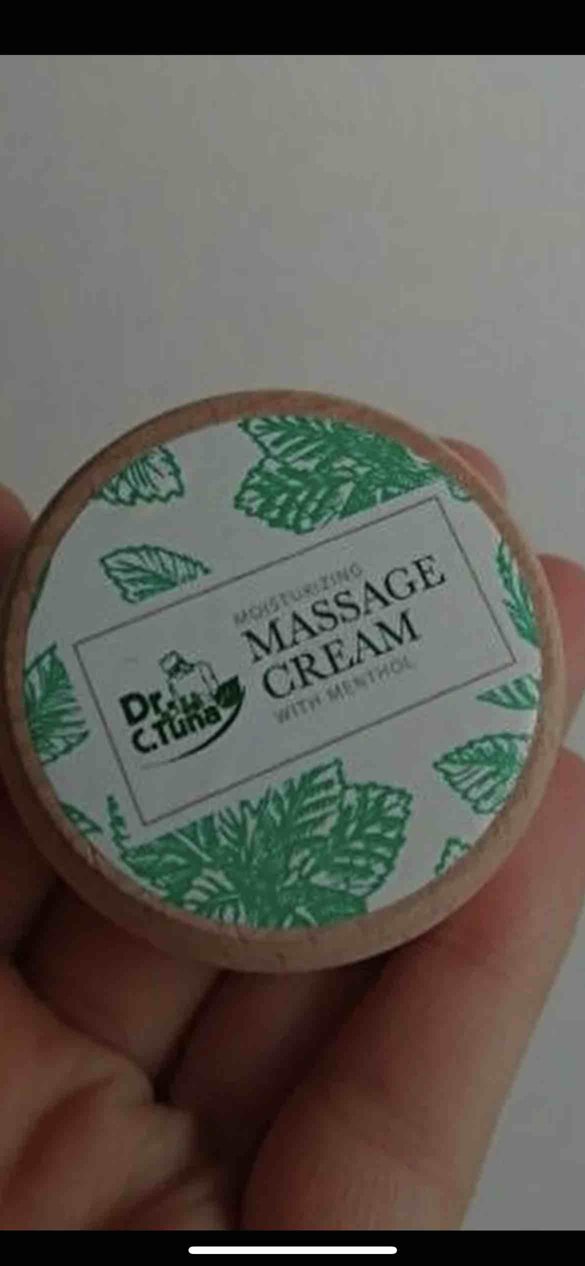 MOISTURIZING
MASSAGE
CREAM
WITH MENTHOL
Dr.
C.Tuna